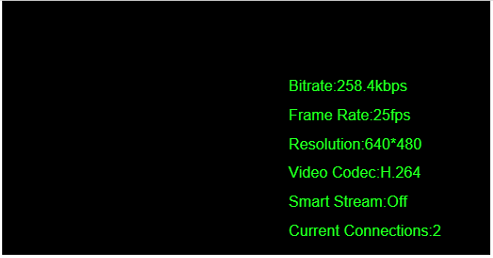 Bitrate:258.4kbps
Frame Rate:25fps
Resolution:640*480
Video Codec:H.264
Smart Stream:Off
Current Connections:2